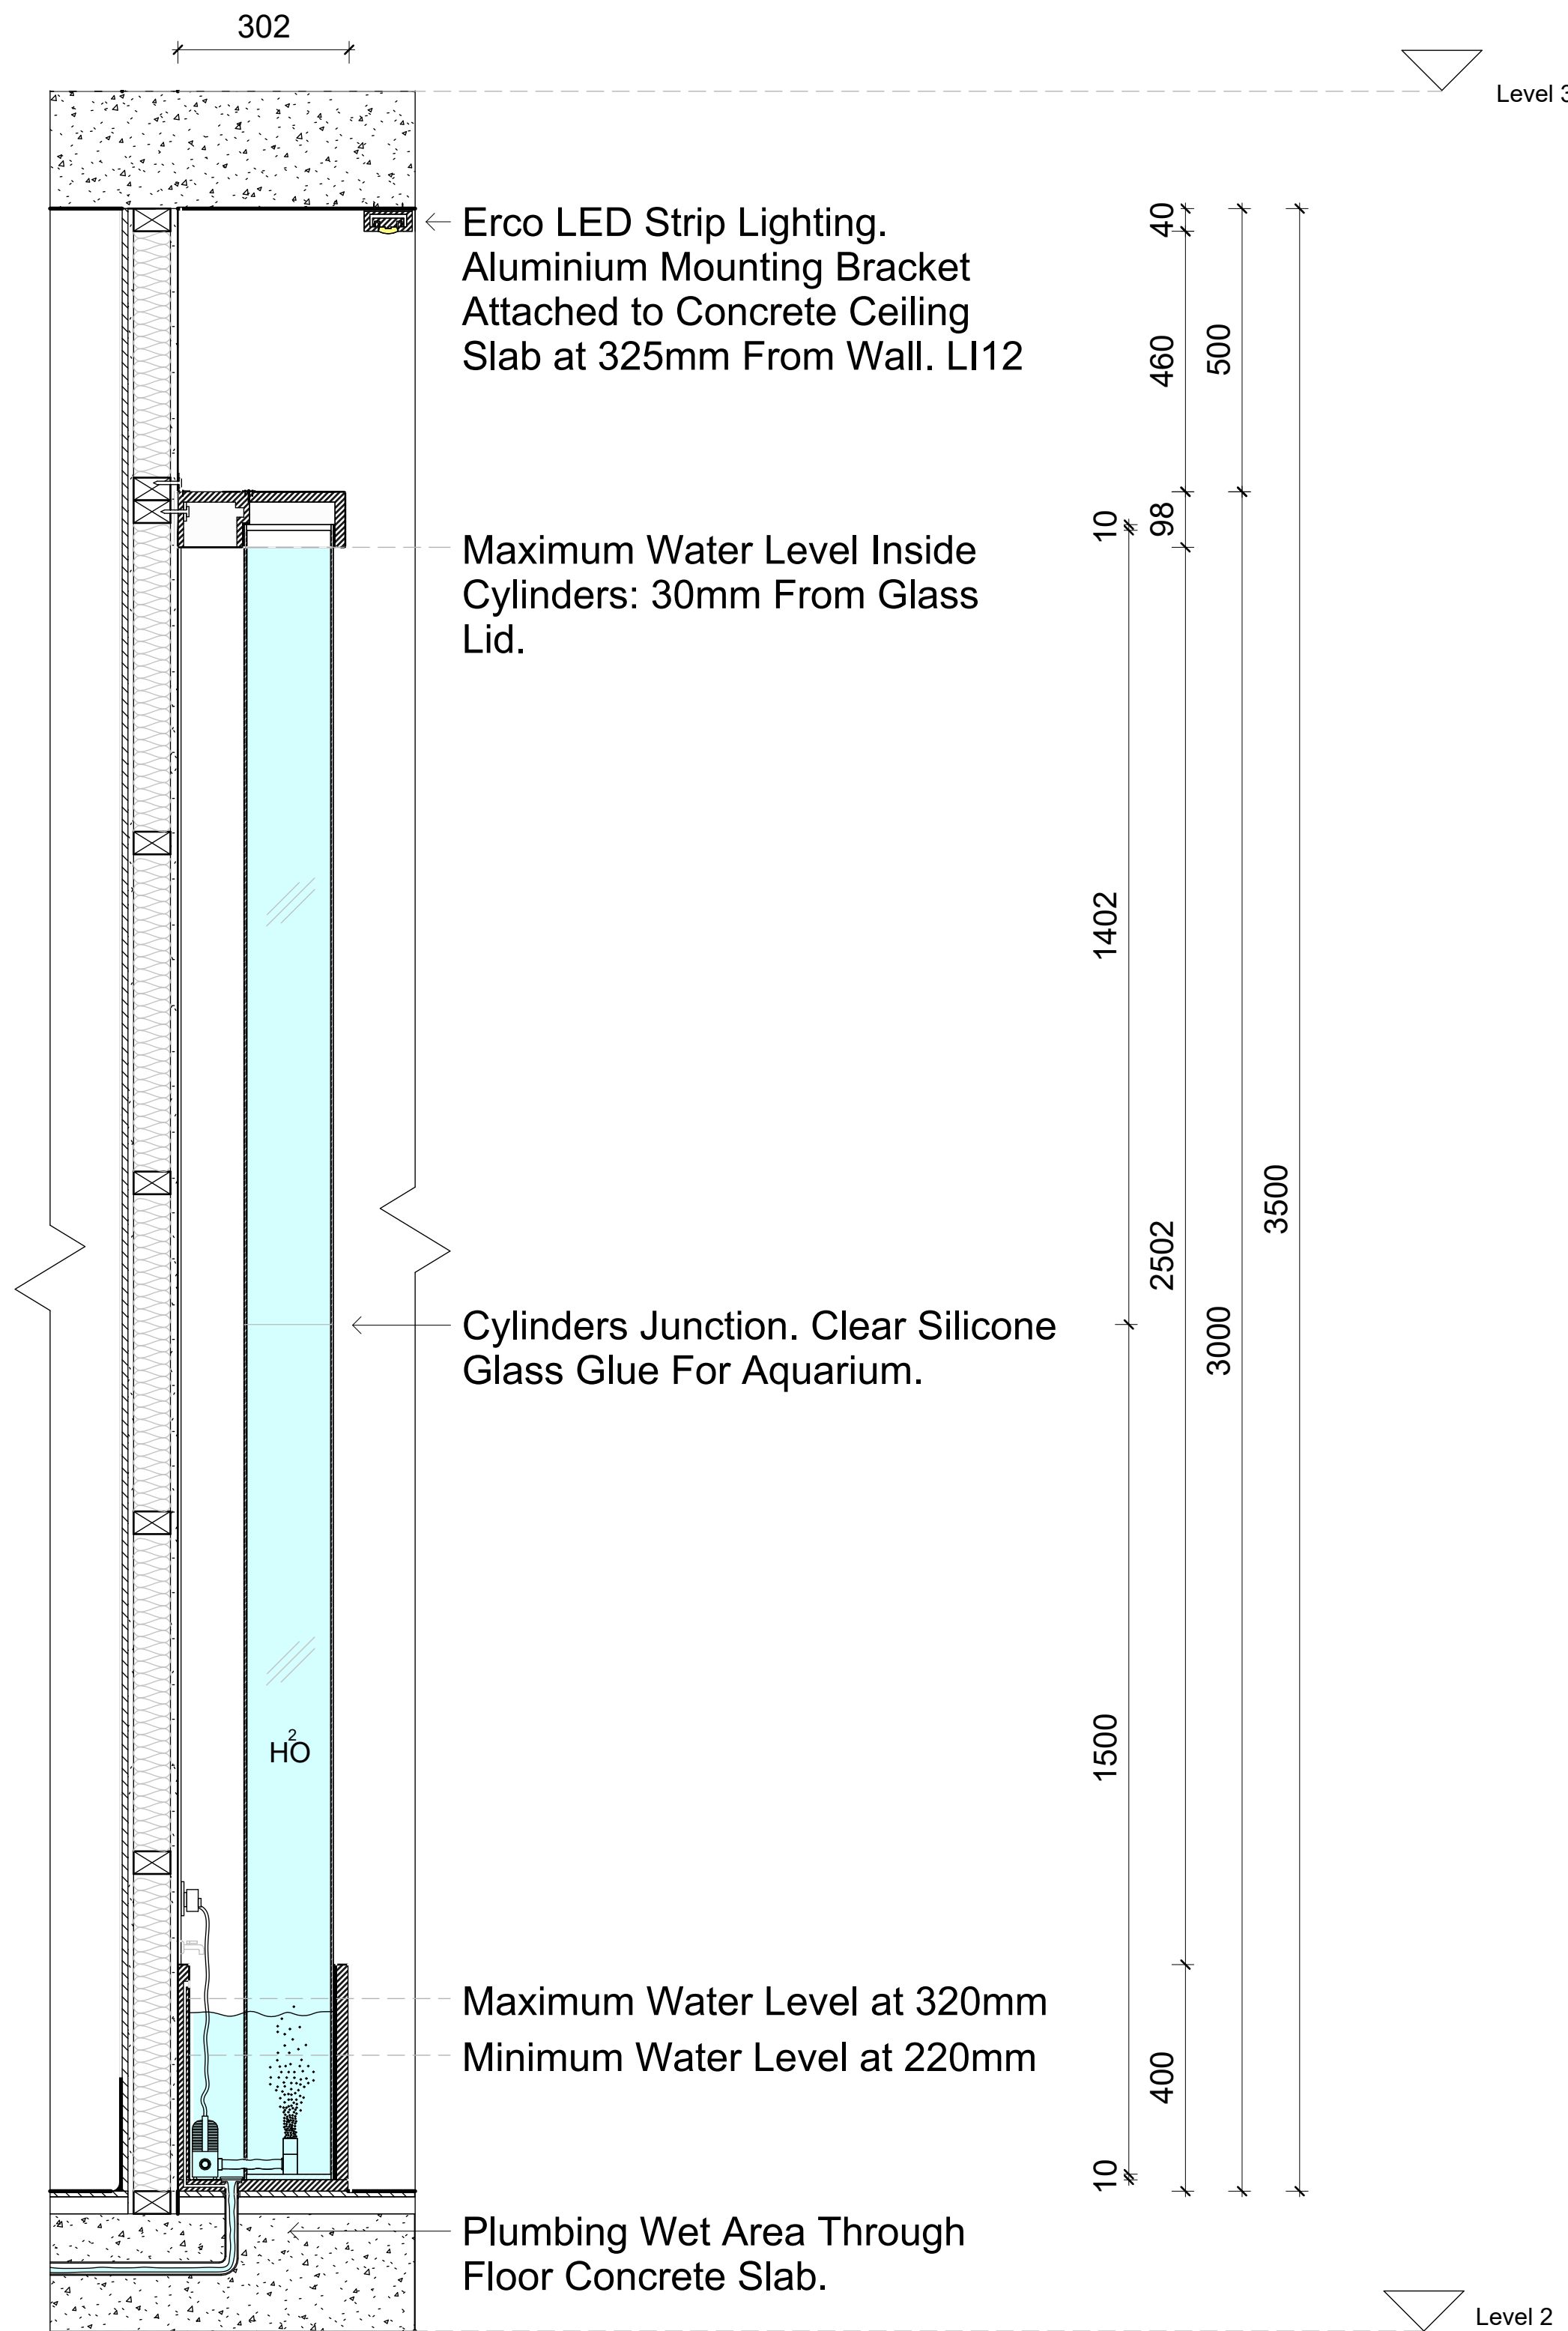 302
Level 3
Erco LED Strip Lighting.
Aluminium Mounting Bracket
Attached to Concrete Ceiling
Slab at 325mm From Wall. LI12
40
460
500
10
98
Maximum Water Level Inside
Cylinders: 30mm From Glass
Lid.
1402
3500
2502
3000
Cylinders Junction. Clear Silicone
Glass Glue For Aquarium.
1500
2
HO
Maximum Water Level at 320mm
Minimum Water Level at 220mm
400
10
Plumbing Wet Area Through
Floor Concrete Slab.
Level 2